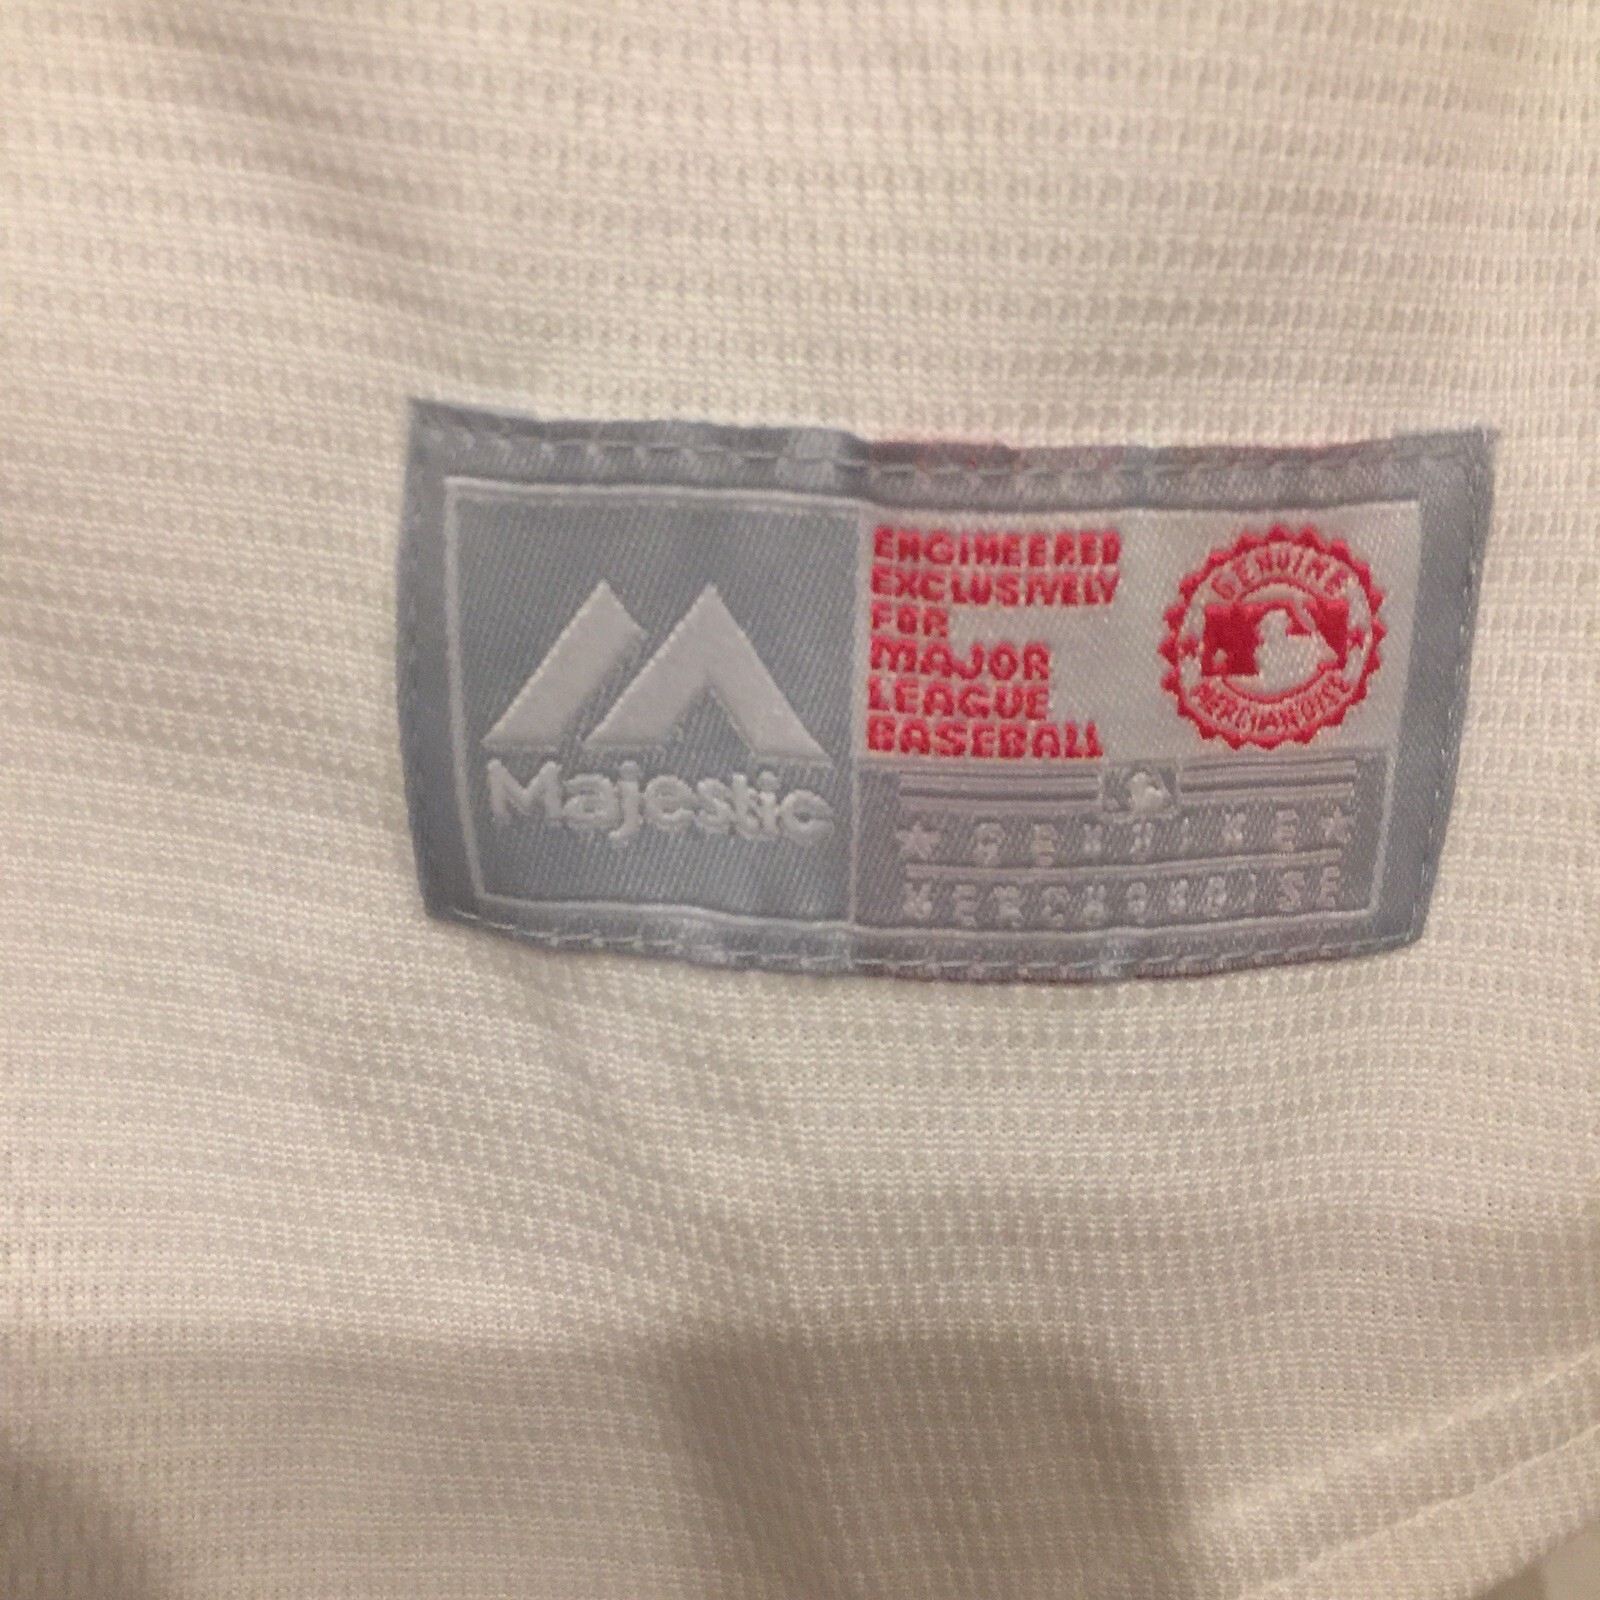 Majestic
ENGINEERED
EXCLUSIVELY
FOR
MAJOR
LEAGUE
BASEBALL
GENUINE
MERCHANDISE
GENUINE
MERCHANDISE